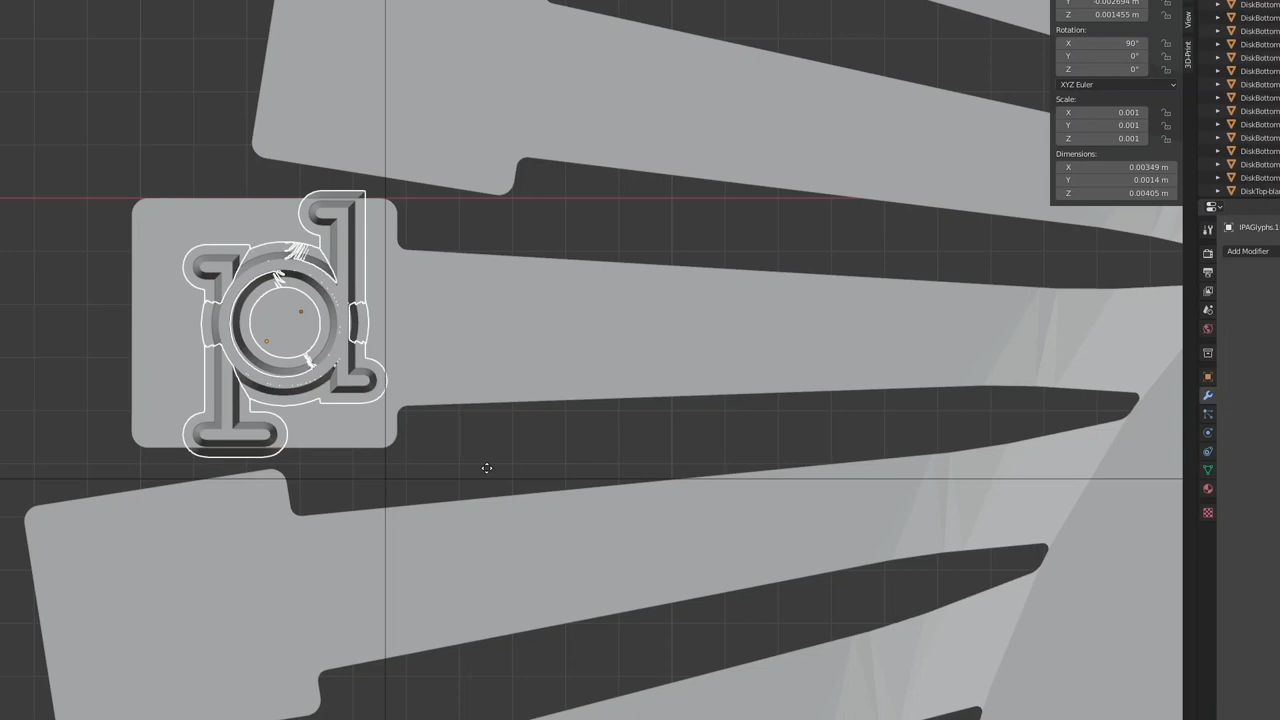 -0.002694 m
Z 0.001455 m
Rotation:
X 90°
Y 0°
Z 0°
XYZ Euler
Scale:
X 0.001
Y 0.001
Z 0.001
Dimensions:
X 0.00349 m
Y 0.0014 m
Z 0.00405 m
View
3D-Print
DiskBottom
DiskBottom
DiskBottom
DiskBottom
DiskBottom
DiskBottom
DiskBottom
DiskBottom
DiskBottom
DiskBottom
DiskBottom
DiskBottom
DiskBottom
DiskBottom
DiskTop-bla
IPAGlyphs.1
Add Modifier